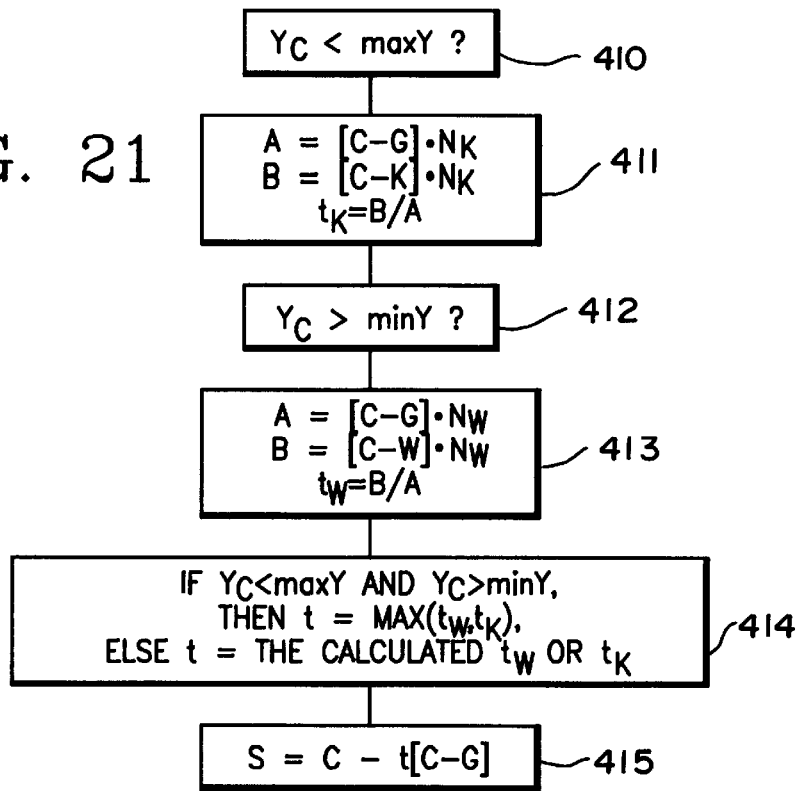 Y_C < maxY ?
410
G. 21
A = [C-G]•N_K
B = [C-K]•N_K
t_K=B/A
411
Y_C > minY ?
412
A = [C-G]•N_W
B = [C-W]•N_W
t_W=B/A
413
IF Y_C<maxY AND Y_C>minY,
THEN t = MAX(t_W,t_K),
ELSE t = THE CALCULATED t_W OR t_K
414
S = C - t[C-G]
415